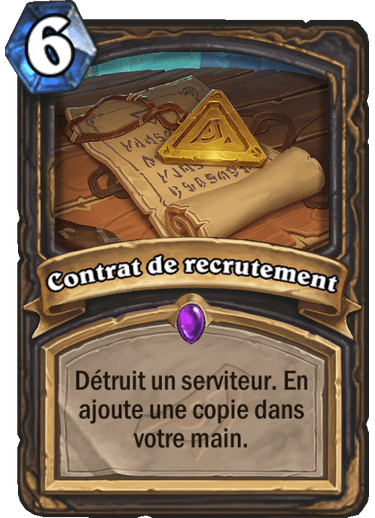 6
Contrat de recrutement
Détruit un serviteur. En
ajoute une copie dans
votre main.